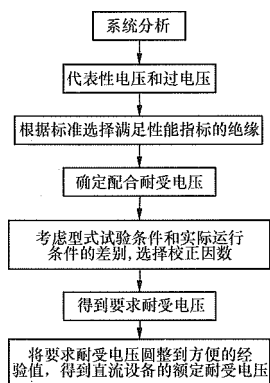 系统分析
代表性电压和过电压
根据标准选择满足性能指标的绝缘
确定配合耐受电压
考虑型式试验条件和实际运行
条件的差别,选择校正因数
得到要求耐受电压
将要求耐受电压圆整到方便的经
验值，得到直流设备的额定耐受电压